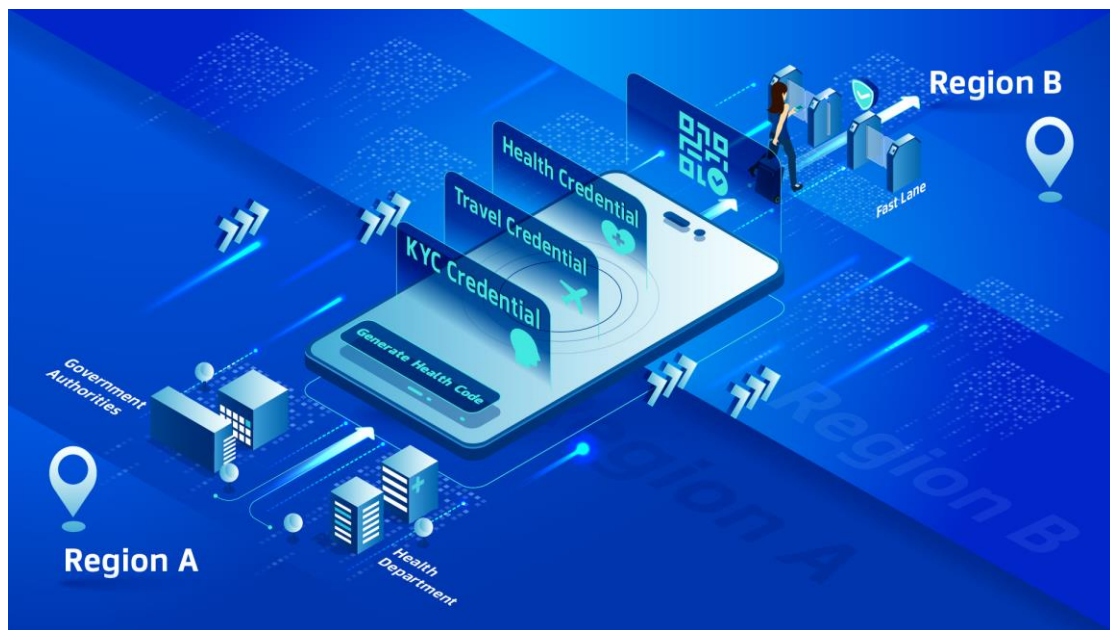 Region B
Fast Lane
Health Credential
Travel Credential
KYC Credential
Generate Health Code
Government
Authorities
Region A
Health
Department
Region A
Region B